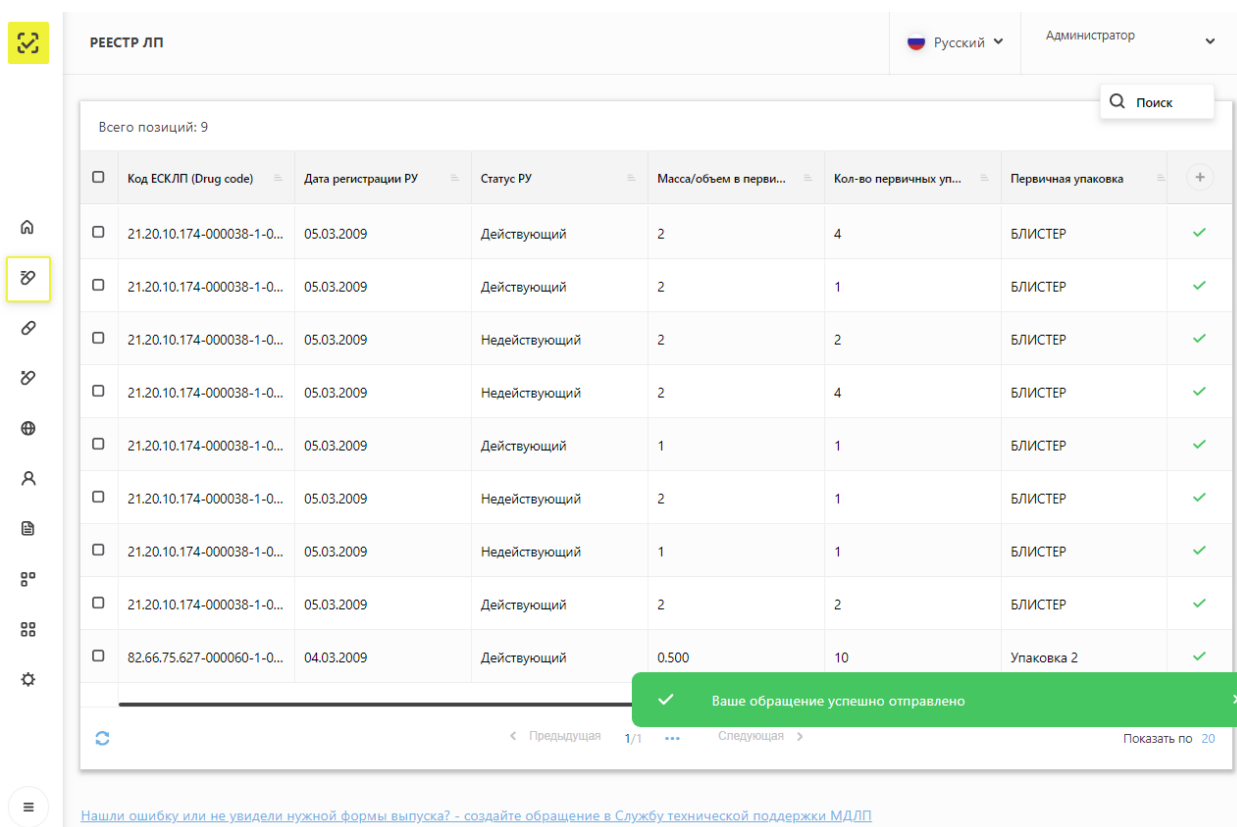 РЕЕСТР ЛП
Русский
Администратор
Поиск
Всего позиций: 9
Код ЕСКЛП (Drug code) Дата регистрации РУ Статус РУ Масса/объем в перви... Кол-во первичных уп... Первичная упаковка
21.20.10.174-000038-1-0... 05.03.2009 Действующий 2 4 БЛИСТЕР
21.20.10.174-000038-1-0... 05.03.2009 Действующий 2 1 БЛИСТЕР
21.20.10.174-000038-1-0... 05.03.2009 Недействующий 2 2 БЛИСТЕР
21.20.10.174-000038-1-0... 05.03.2009 Недействующий 2 4 БЛИСТЕР
21.20.10.174-000038-1-0... 05.03.2009 Действующий 1 1 БЛИСТЕР
21.20.10.174-000038-1-0... 05.03.2009 Недействующий 2 1 БЛИСТЕР
21.20.10.174-000038-1-0... 05.03.2009 Недействующий 1 1 БЛИСТЕР
21.20.10.174-000038-1-0... 05.03.2009 Действующий 2 2 БЛИСТЕР
82.66.75.627-000060-1-0... 04.03.2009 Действующий 0.500 10 Упаковка 2
Ваше обращение успешно отправлено
Предыдущая 1/1 ... Следующая
Показать по 20
Нашли ошибку или не увидели нужной формы выпуска? - создайте обращение в Службу технической поддержки МДЛП